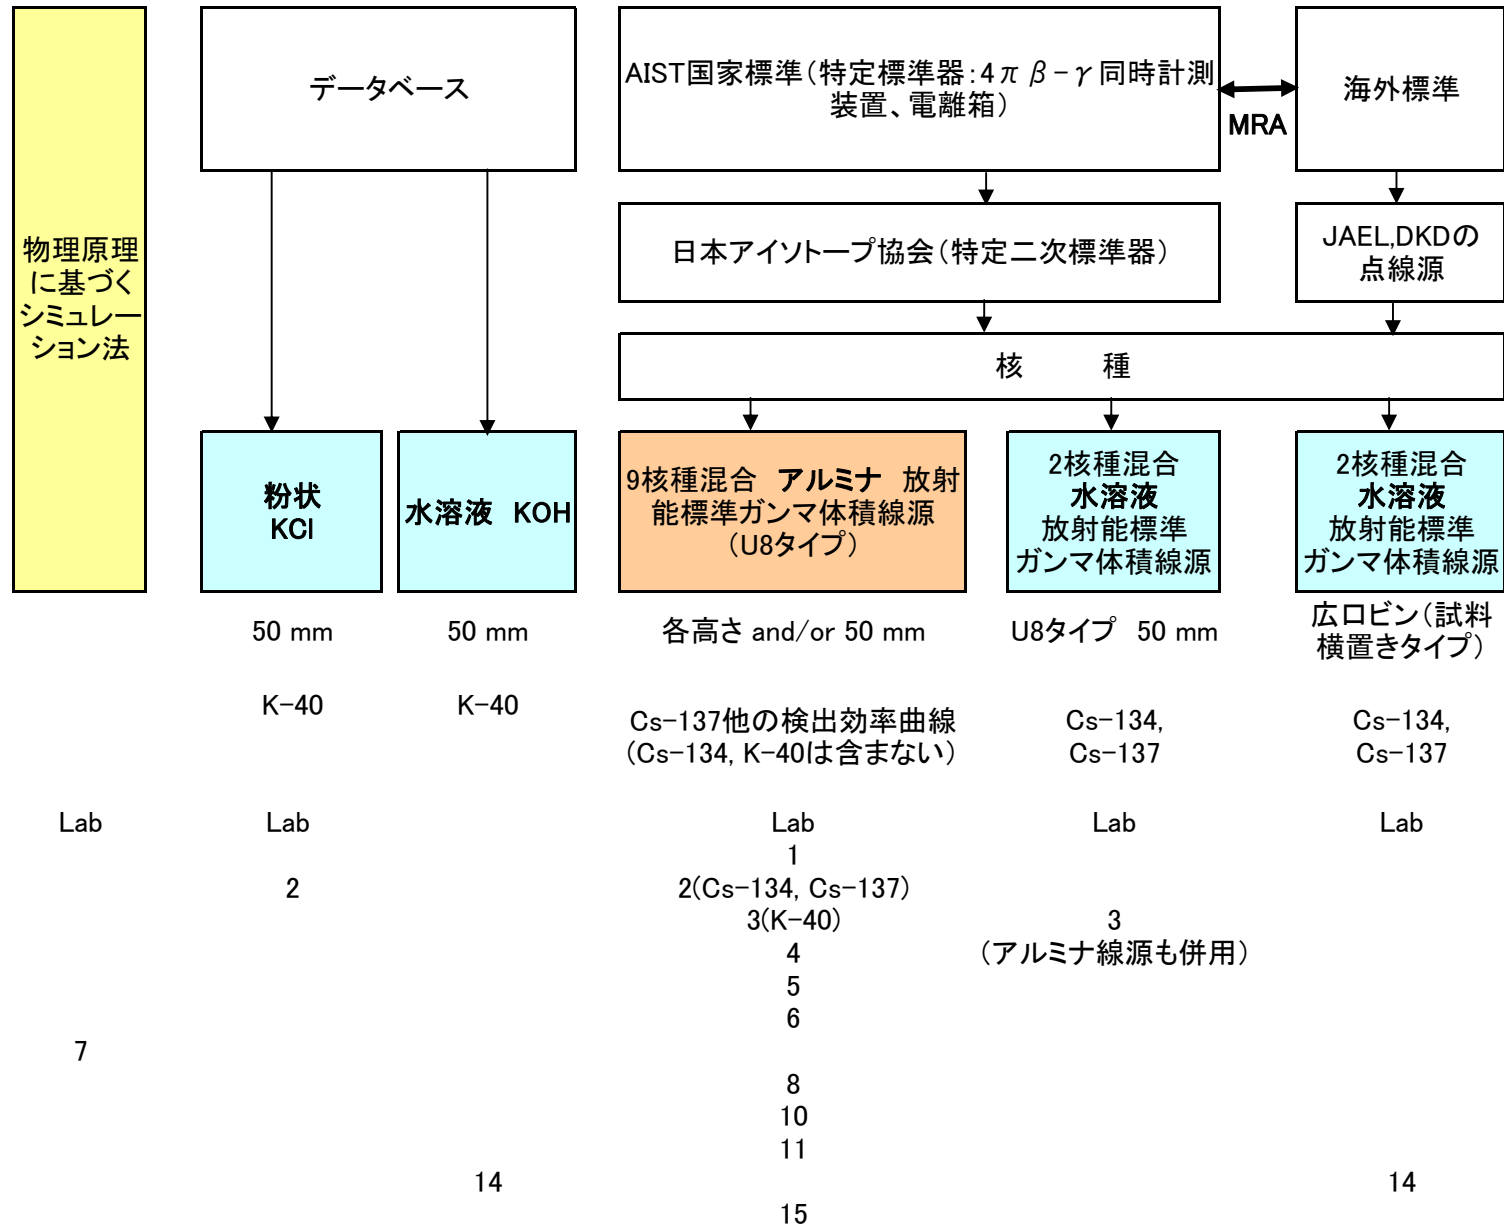 データベース
AIST国家標準（特定標準器：4π β−γ同時計測
装置、電離箱）
MRA
海外標準
物理原理
に基づく
シミュレー
ション法
日本アイソトープ協会（特定二次標準器）
JAEL,DKDの
点線源
核　　種
粉状
KCl
水溶液　KOH
9核種混合　アルミナ　放射
能標準ガンマ体積線源
（U8タイプ）
2核種混合
水溶液
放射能標準
ガンマ体積線源
2核種混合
水溶液
放射能標準
ガンマ体積線源
50 mm
50 mm
各高さ and/or 50 mm
U8タイプ　50 mm
広口ビン（試料
横置きタイプ）
K−40
K−40
Cs−137他の検出効率曲線
（Cs−134, K−40は含まない）
Cs−134,
Cs−137
Cs−134,
Cs−137
Lab
Lab
Lab
Lab
Lab
1
2
2(Cs−134, Cs−137)
3(K−40)
3
4
（アルミナ線源も併用）
5
6
7
8
10
11
14
14
15